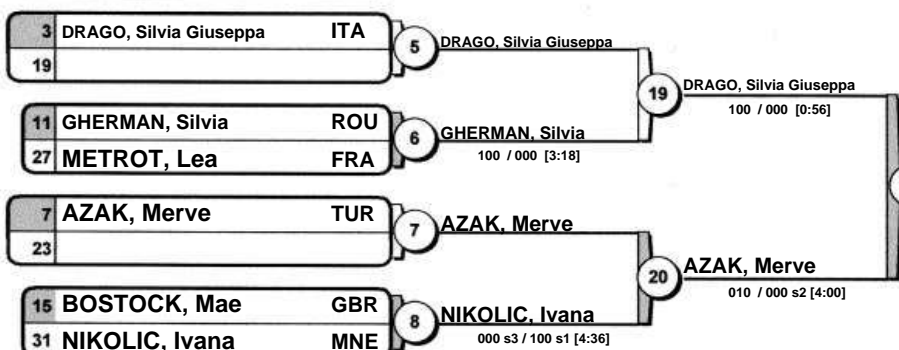 3 DRAGO, Silvia Giuseppa ITA
19
5
DRAGO, Silvia Giuseppa
11 GHERMAN, Silvia ROU
27 METROT, Lea FRA
6
GHERMAN, Silvia
100 / 000 [3:18]
19
DRAGO, Silvia Giuseppa
100 / 000 [0:56]
7 AZAK, Merve TUR
23
7
AZAK, Merve
15 BOSTOCK, Mae GBR
31 NIKOLIC, Ivana MNE
8
NIKOLIC, Ivana
000 s3 / 100 s1 [4:36]
20
AZAK, Merve
010 / 000 s2 [4:00]